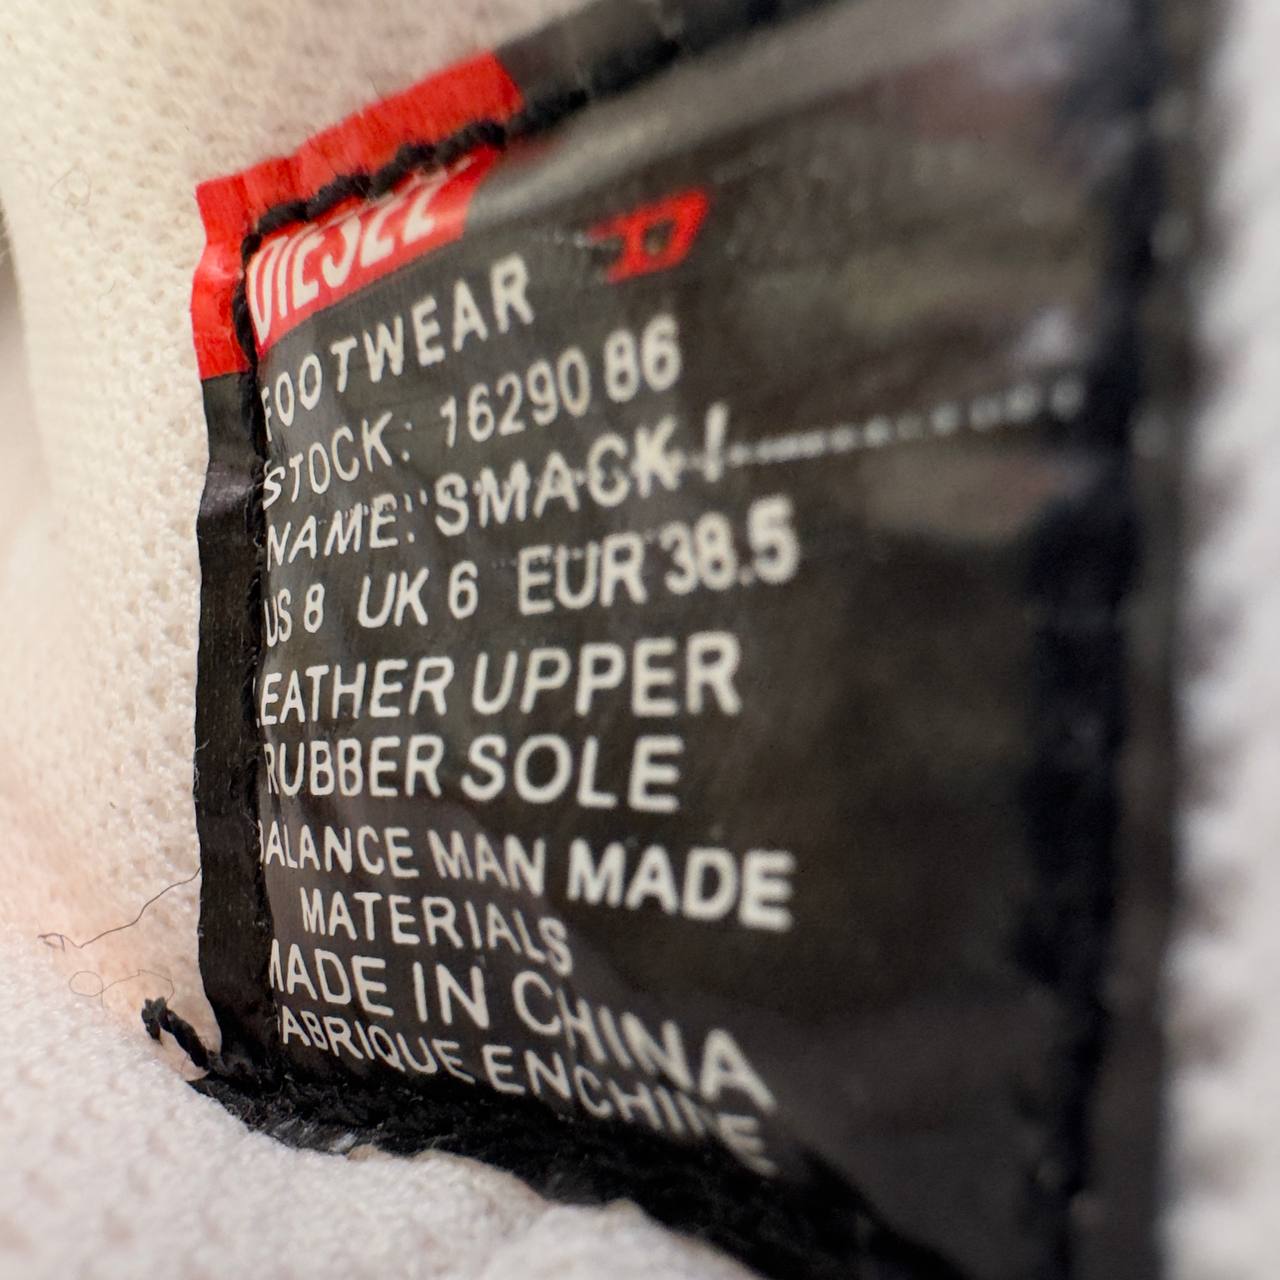 DIESEL
D
FOOTWEAR
STOCK: 16290 86
NAME: SMACK !
US 8 UK 6 EUR 38.5
LEATHER UPPER
RUBBER SOLE
BALANCE MAN MADE
MATERIALS
MADE IN CHINA
FABRIQUE EN CHINE